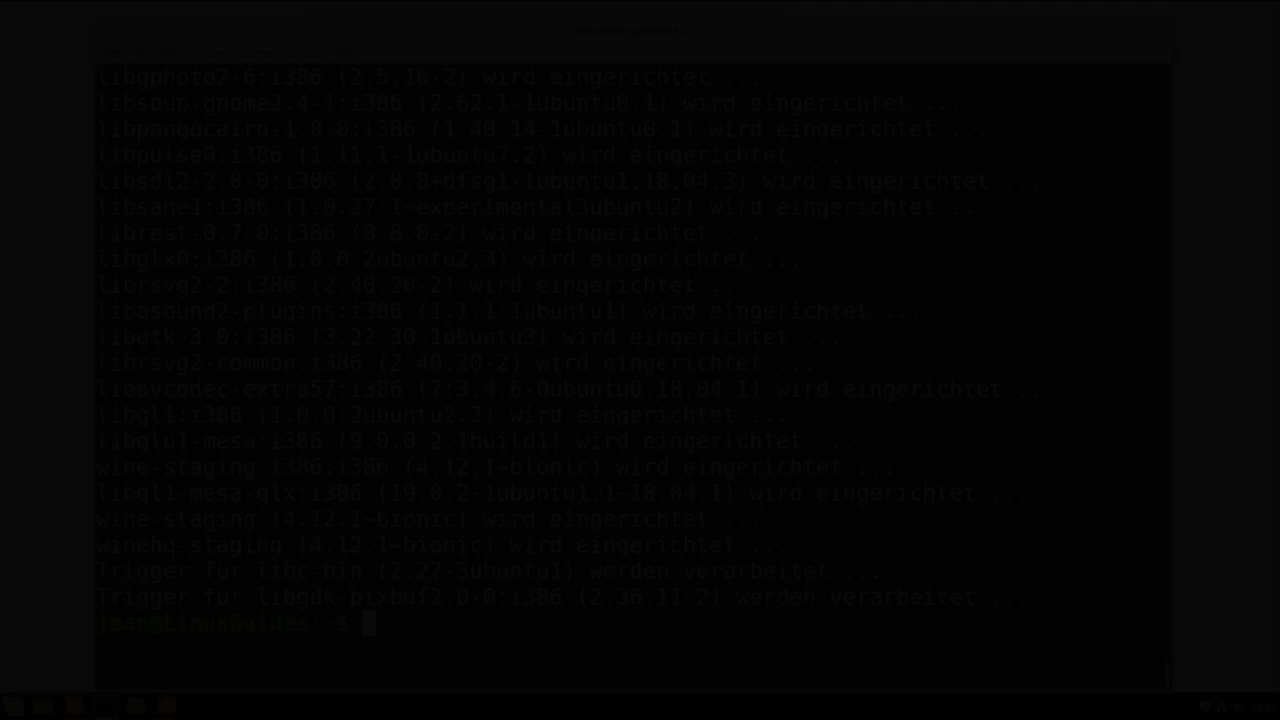 libgphoto2-6:i386 (2.5.16-2) wird eingerichtet ...
libsoup-gnome2.4-1:i386 (2.62.1-1ubuntu0.1) wird eingerichtet ...
libpangocairo-1.0-0:i386 (1.40.14-1ubuntu0.1) wird eingerichtet ...
libpulse0:i386 (1:11.1-1ubuntu7.2) wird eingerichtet ...
libsdl2-2.0-0:i386 (2.0.8+dfsg1-1ubuntu1.18.04.3) wird eingerichtet ...
libsane1:i386 (1.0.27-1~experimental3ubuntu2) wird eingerichtet ...
librest-0.7-0:i386 (0.8.0-2) wird eingerichtet ...
libglx0:i386 (1.0.0-2ubuntu2.3) wird eingerichtet ...
librsvg2-2:i386 (2.40.20-2) wird eingerichtet ...
libasound2-plugins:i386 (1.1.1-1ubuntu1) wird eingerichtet ...
libgtk-3-0:i386 (3.22.30-1ubuntu3) wird eingerichtet ...
librsvg2-common:i386 (2.40.20-2) wird eingerichtet ...
libavcodec-extra57:i386 (7:3.4.6-0ubuntu0.18.04.1) wird eingerichtet ...
libgl1:i386 (1.0.0-2ubuntu2.3) wird eingerichtet ...
libglu1-mesa:i386 (9.0.0-2.1build1) wird eingerichtet ...
wine-staging-i386:i386 (4.12.1~bionic) wird eingerichtet ...
libgl1-mesa-glx:i386 (19.0.2-1ubuntu1.1~18.04.1) wird eingerichtet ...
wine-staging (4.12.1~bionic) wird eingerichtet ...
winehq-staging (4.12.1~bionic) wird eingerichtet ...
Trigger für libc-bin (2.27-3ubuntu1) werden verarbeitet ...
Trigger für libgdk-pixbuf2.0-0:i386 (2.36.11-2) werden verarbeitet ...
jean@LinuxGuides:~$